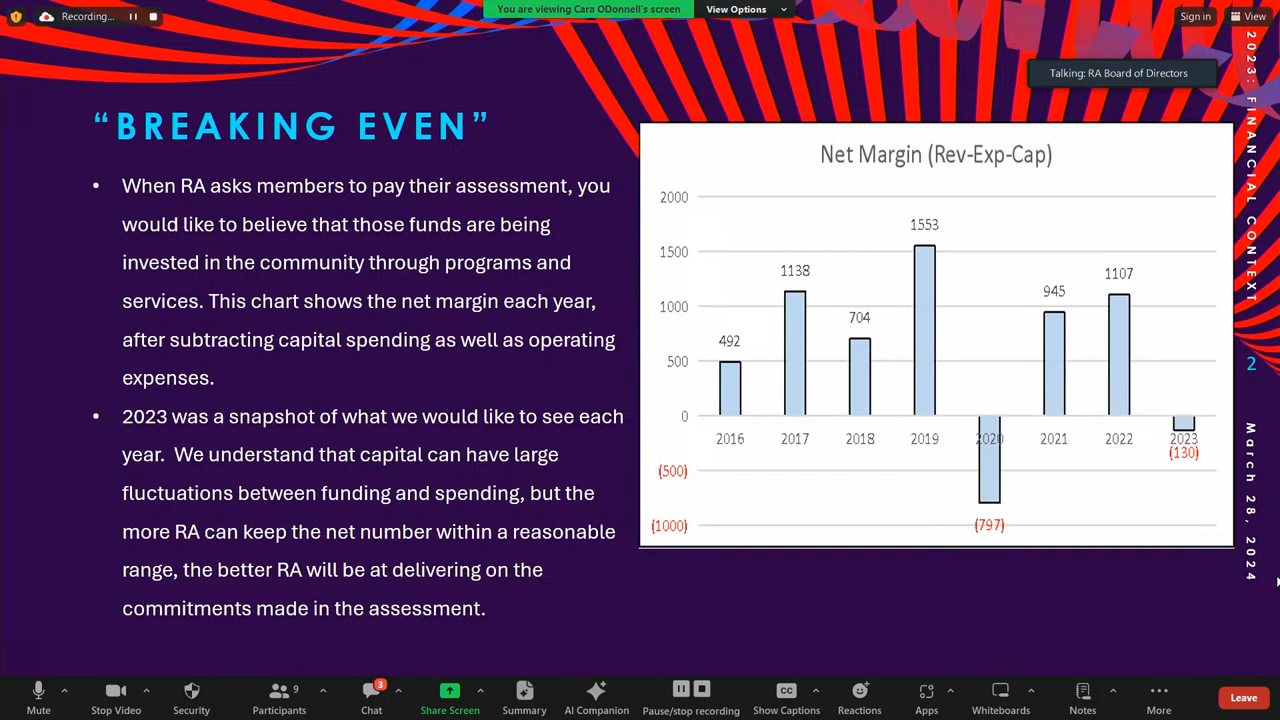 Recording...
You are viewing Cara ODonnell's screen
View Options
Sign in
View
Talking: RA Board of Directors
“BREAKING EVEN”
• When RA asks members to pay their assessment, you
would like to believe that those funds are being
invested in the community through programs and
services. This chart shows the net margin each year,
after subtracting capital spending as well as operating
expenses.
• 2023 was a snapshot of what we would like to see each
year.  We understand that capital can have large
fluctuations between funding and spending, but the
more RA can keep the net number within a reasonable
range, the better RA will be at delivering on the
commitments made in the assessment.
Net Margin (Rev-Exp-Cap)
2000
1500
1000
500
0
(500)
(1000)
492
1138
704
1553
(797)
945
1107
(130)
2016
2017
2018
2019
2020
2021
2022
2023
2023: FINANCIAL CONTEXT
2
March 28, 2024
Mute
Stop Video
Security
9
Participants
3
Chat
Share Screen
Summary
AI Companion
Pause/stop recording
CC
Show Captions
Reactions
Apps
Whiteboards
Notes
More
Leave